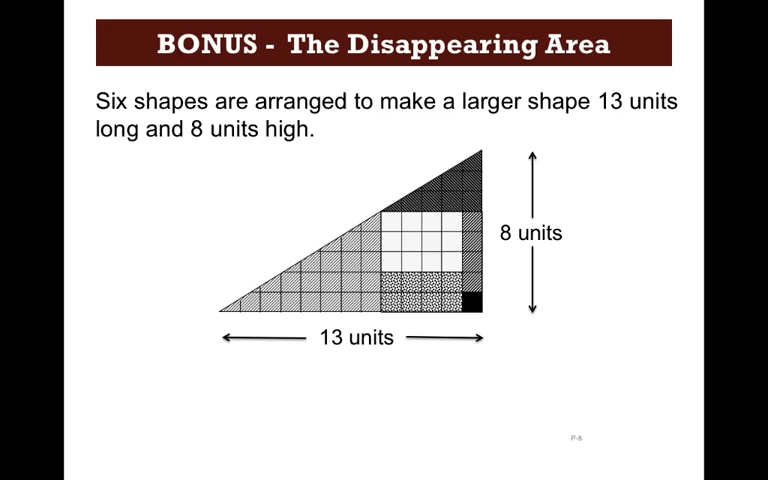 BONUS - The Disappearing Area
Six shapes are arranged to make a larger shape 13 units
long and 8 units high.
8 units
13 units
P-8